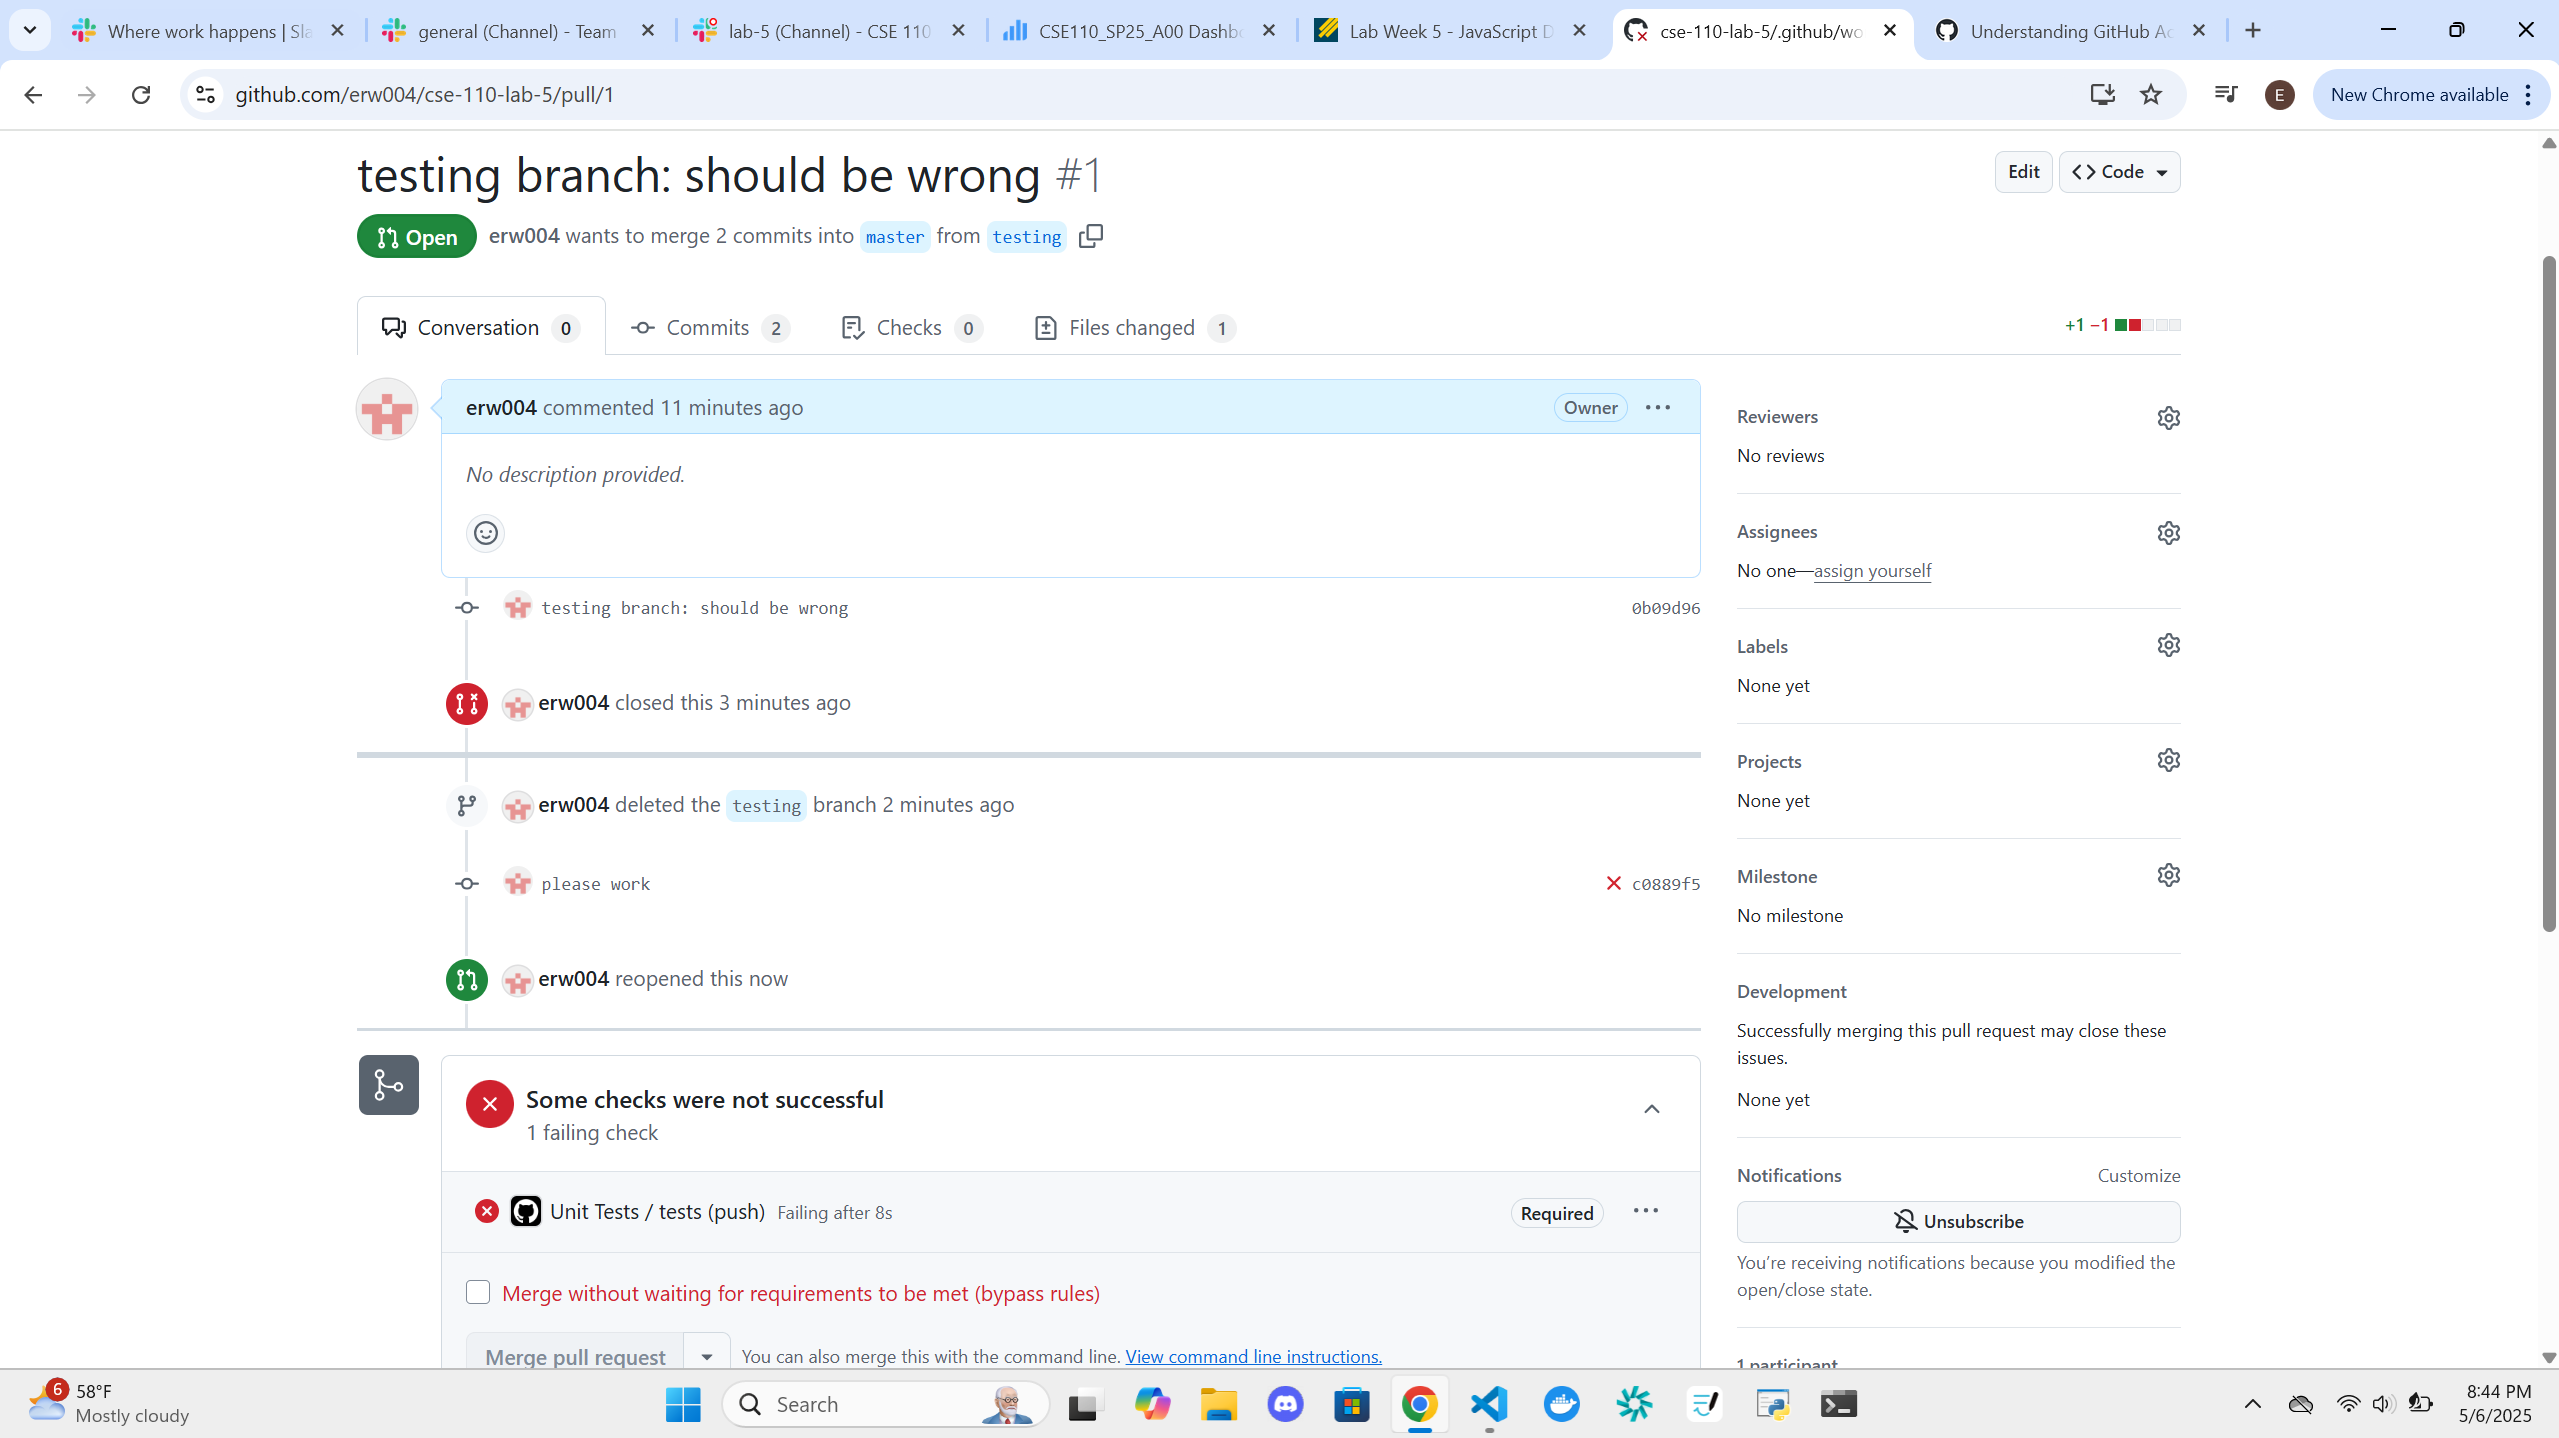 Where work happens | Sla
general (Channel) - Team
lab-5 (Channel) - CSE 110
CSE110_SP25_A00 Dashbo
Lab Week 5 - JavaScript D
cse-110-lab-5/.github/wo
Understanding GitHub Ac
github.com/erw004/cse-110-lab-5/pull/1
E
New Chrome available
testing branch: should be wrong #1
Edit
Code
Open
erw004 wants to merge 2 commits into master from testing
Conversation 0
Commits 2
Checks 0
Files changed 1
+1 −1
erw004 commented 11 minutes ago
Owner
No description provided.
testing branch: should be wrong
0b09d96
erw004 closed this 3 minutes ago
erw004 deleted the testing branch 2 minutes ago
please work
c0889f5
erw004 reopened this now
Some checks were not successful
1 failing check
Unit Tests / tests (push) Failing after 8s
Required
Merge without waiting for requirements to be met (bypass rules)
Merge pull request
You can also merge this with the command line. View command line instructions.
Reviewers
No reviews
Assignees
No one—assign yourself
Labels
None yet
Projects
None yet
Milestone
No milestone
Development
Successfully merging this pull request may close these
issues.
None yet
Notifications
Customize
Unsubscribe
You're receiving notifications because you modified the
open/close state.
1 participant
6
58°F
Mostly cloudy
Search
8:44 PM
5/6/2025